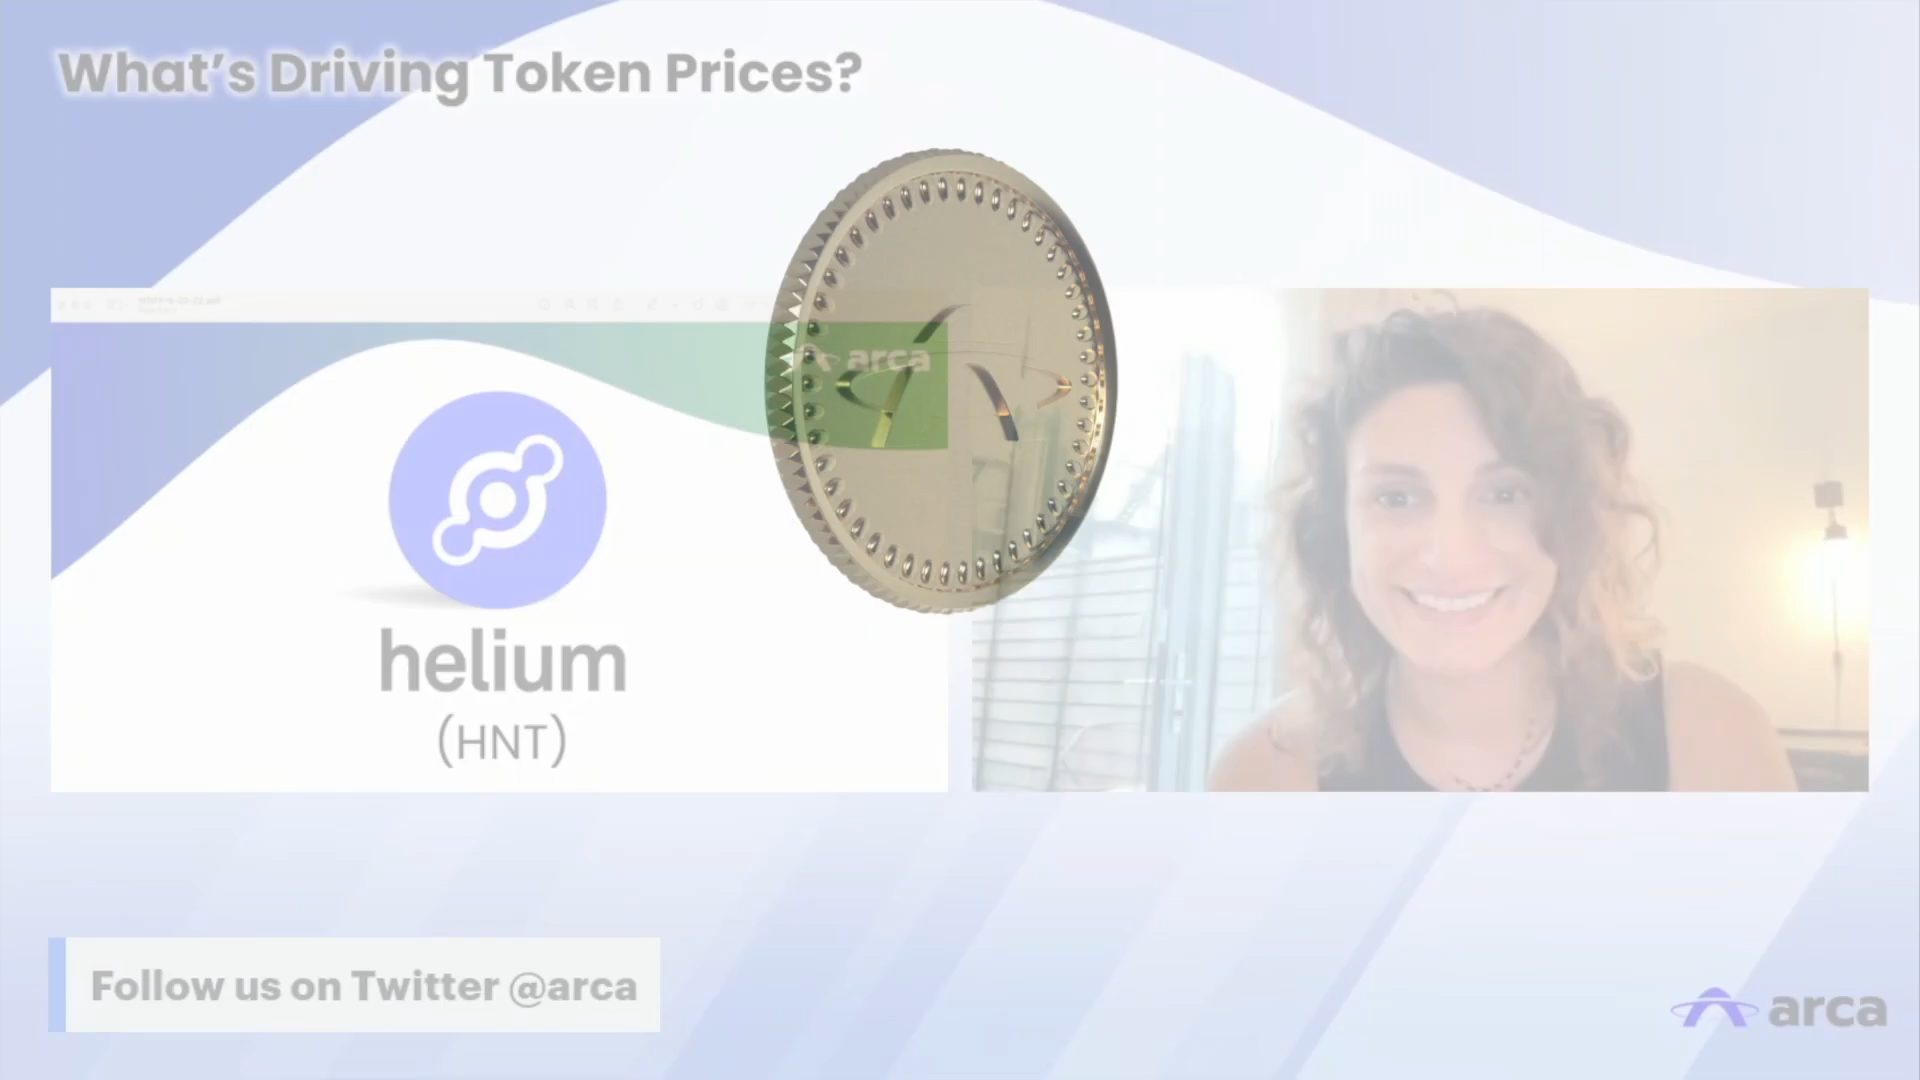 What's Driving Token Prices?
arca
helium
(HNT)
Follow us on Twitter @arca
arca